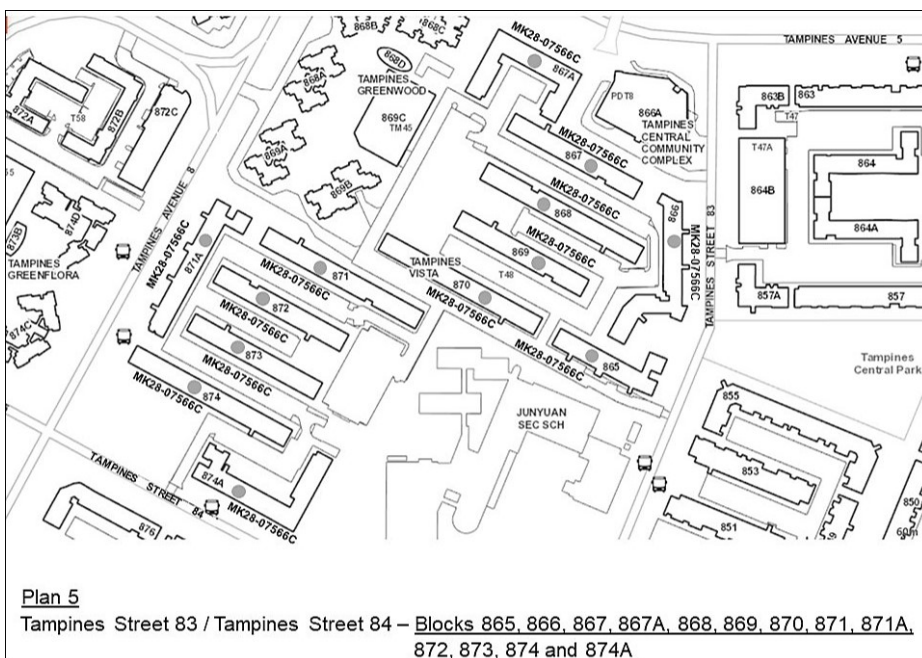 868B
868C
TAMPINES AVENUE 5
MK28-07566C
867A
868D
868A
TAMPINES
GREENWOOD
869C
TM45
PDT8
866A
TAMPINES
CENTRAL
COMMUNITY
COMPLEX
863B
863
T47
T47A
864B
864
864A
872A
T58
872B
872C
869A
869B
MK28-07566C
867
MK28-07566C
868
MK28-07566C
869
866
MK28-07566C
TAMPINES STREET 83
857A
857
874D
873B
TAMPINES
GREENFLORA
874C
TAMPINES AVENUE 8
MK28-07566C
871A
871
MK28-07566C
TAMPINES
VISTA
T48
870
MK28-07566C
872
MK28-07566C
873
MK28-07566C
874
MK28-07566C
MK28-07566C
865
Tampines
Central Park
JUNYUAN
SEC SCH
855
853
851
850
60m
TAMPINES STREET 84
874A
MK28-07566C
876
Plan 5
Tampines Street 83 / Tampines Street 84 – Blocks 865, 866, 867, 867A, 868, 869, 870, 871, 871A,
872, 873, 874 and 874A